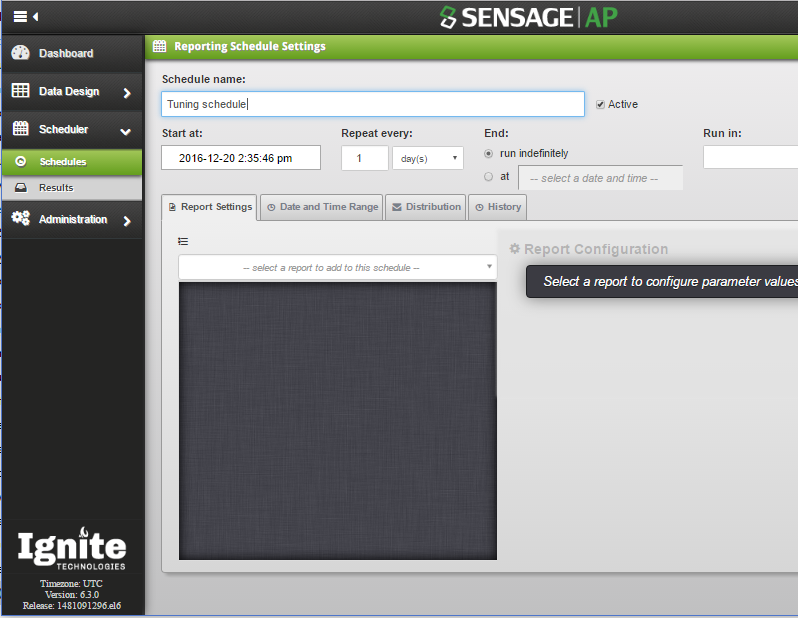 SENSAGE AP
Dashboard
Data Design
Scheduler
Schedules
Results
Administration
Ignite
TECHNOLOGIES
Timezone: UTC
Version: 6.3.0
Release: 1481091296.el6
Reporting Schedule Settings
Schedule name:
Tuning schedule
Active
Start at:
Repeat every:
End:
Run in:
2016-12-20 2:35:46 pm
1
day(s)
run indefinitely
at
-- select a date and time --
Report Settings
Date and Time Range
Distribution
History
-- select a report to add to this schedule --
Report Configuration
Select a report to configure parameter values